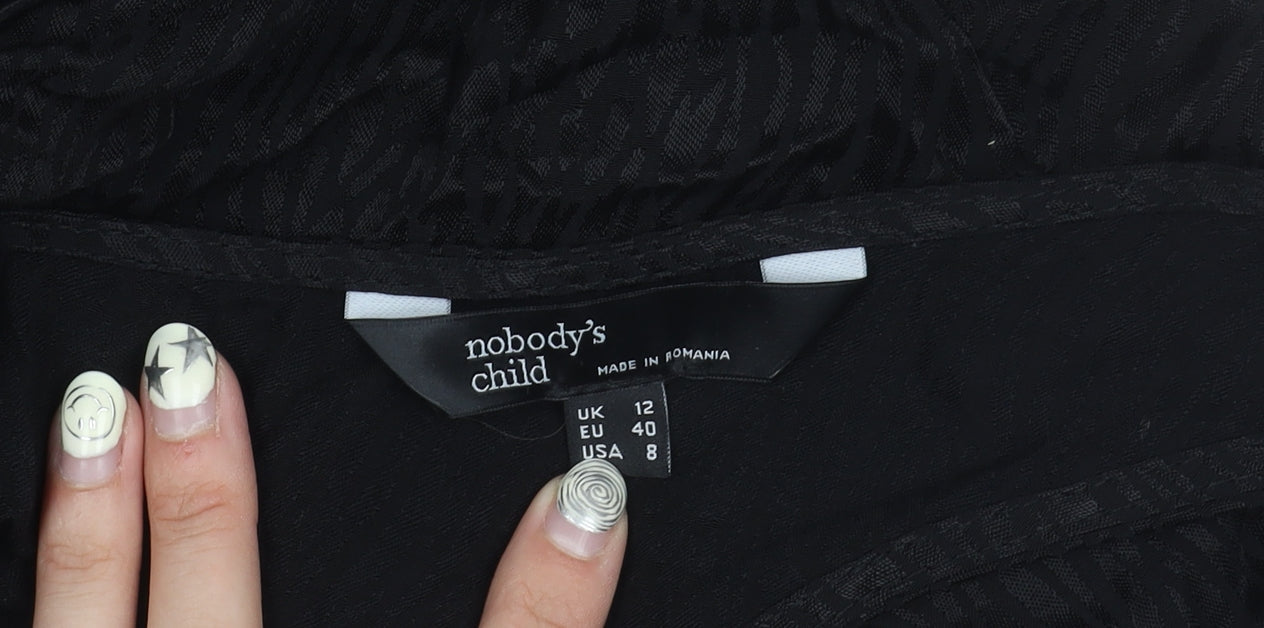 nobody's
child
MADE IN ROMANIA
UK 12
EU 40
USA 8